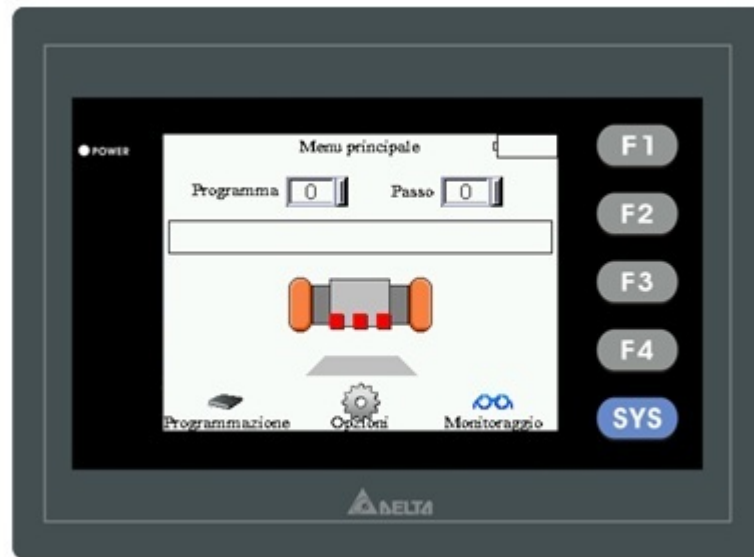 POWER
Menu principale
Programma 0 Passo 0
Programmazione Opzioni Monitoraggio
F1
F2
F3
F4
SYS
DELTA